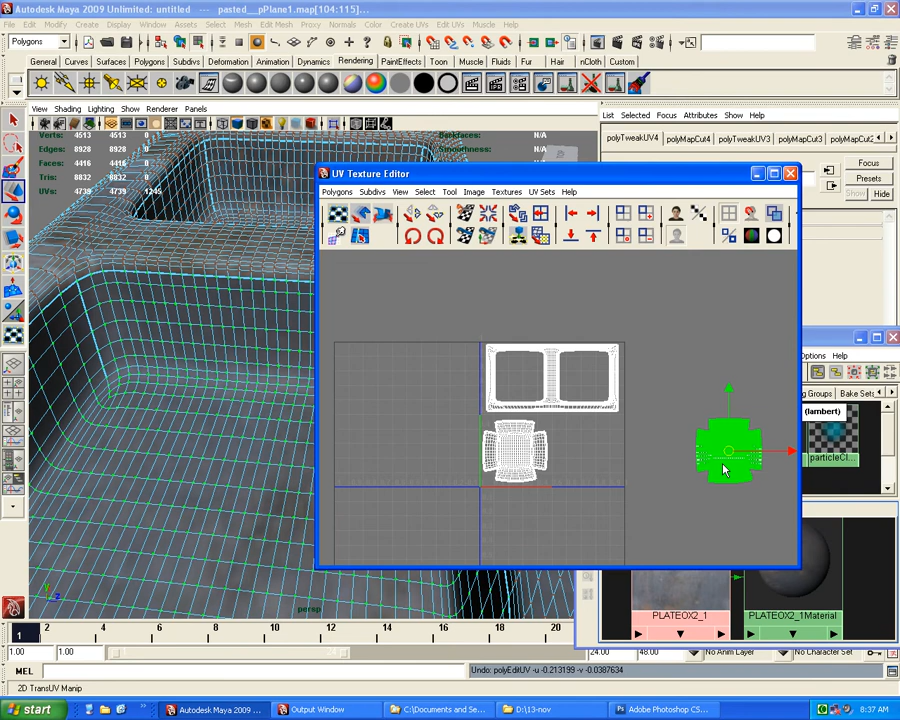 Autodesk Maya 2009 Unlimited: untitled --- pasted__pPlane1.map[104:115]...
File Edit Modify Create Display Window Assets Select Mesh Edit Mesh Proxy Normals Color Create UVs Edit UVs Muscle Help
Polygons
General Curves Surfaces Polygons Subdivs Deformation Animation Dynamics Rendering PaintEffects Toon Muscle Fluids Fur Hair nCloth Custom
View Shading Lighting Show Renderer Panels
List Selected Focus Attributes Show Help
polyTweakUV4 polyMapCut4 polyTweakUV3 polyMapCut3
Focus
Presets
Show Hide
Verts: 4513 4513 0
Edges: 8928 8928 0
Faces: 4416 4416 0
Tris: 8832 8832 0
UVs: 4739 4739 1245
Backfaces: N/A
Smoothness: N/A
UV Texture Editor
Polygons Subdivs View Select Tool Image Textures UV Sets Help
Options Help
Bake Sets
(lambert)
particleCl...
PLATEOX2_1
PLATEOX2_1Material
persp
1 2 4 6 8 10 12 14 16 18 20
1.00 1.00 24.00 48.00 No Anim Layer No Character Set
MEL
Undo: polyEditUV -u -0.213199 -v -0.0387634
2D TransUV Manip
start
Autodesk Maya 2009 ...
Output Window
C:\Documents and Se...
D:\13-nov
Adobe Photoshop CS...
8:37 AM